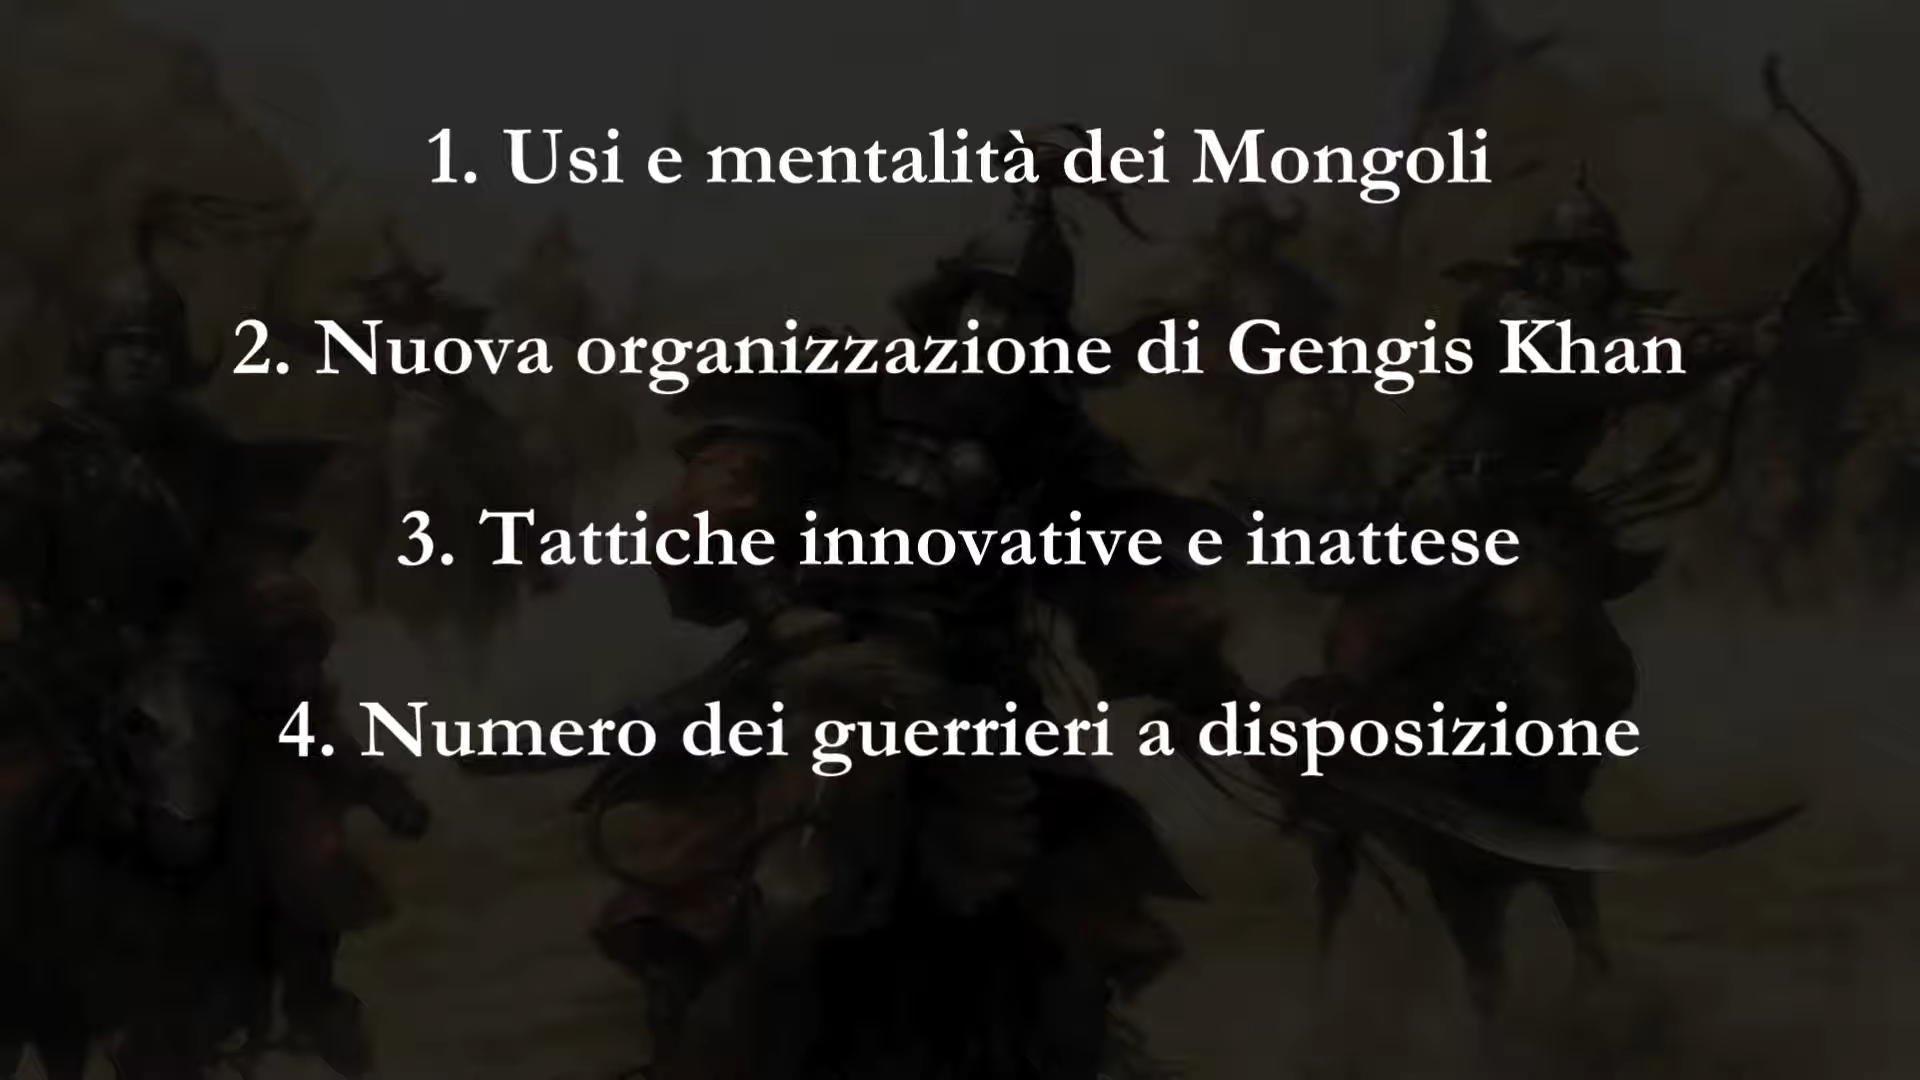 1. Usi e mentalità dei Mongoli
2. Nuova organizzazione di Gengis Khan
3. Tattiche innovative e inattese
4. Numero dei guerrieri a disposizione